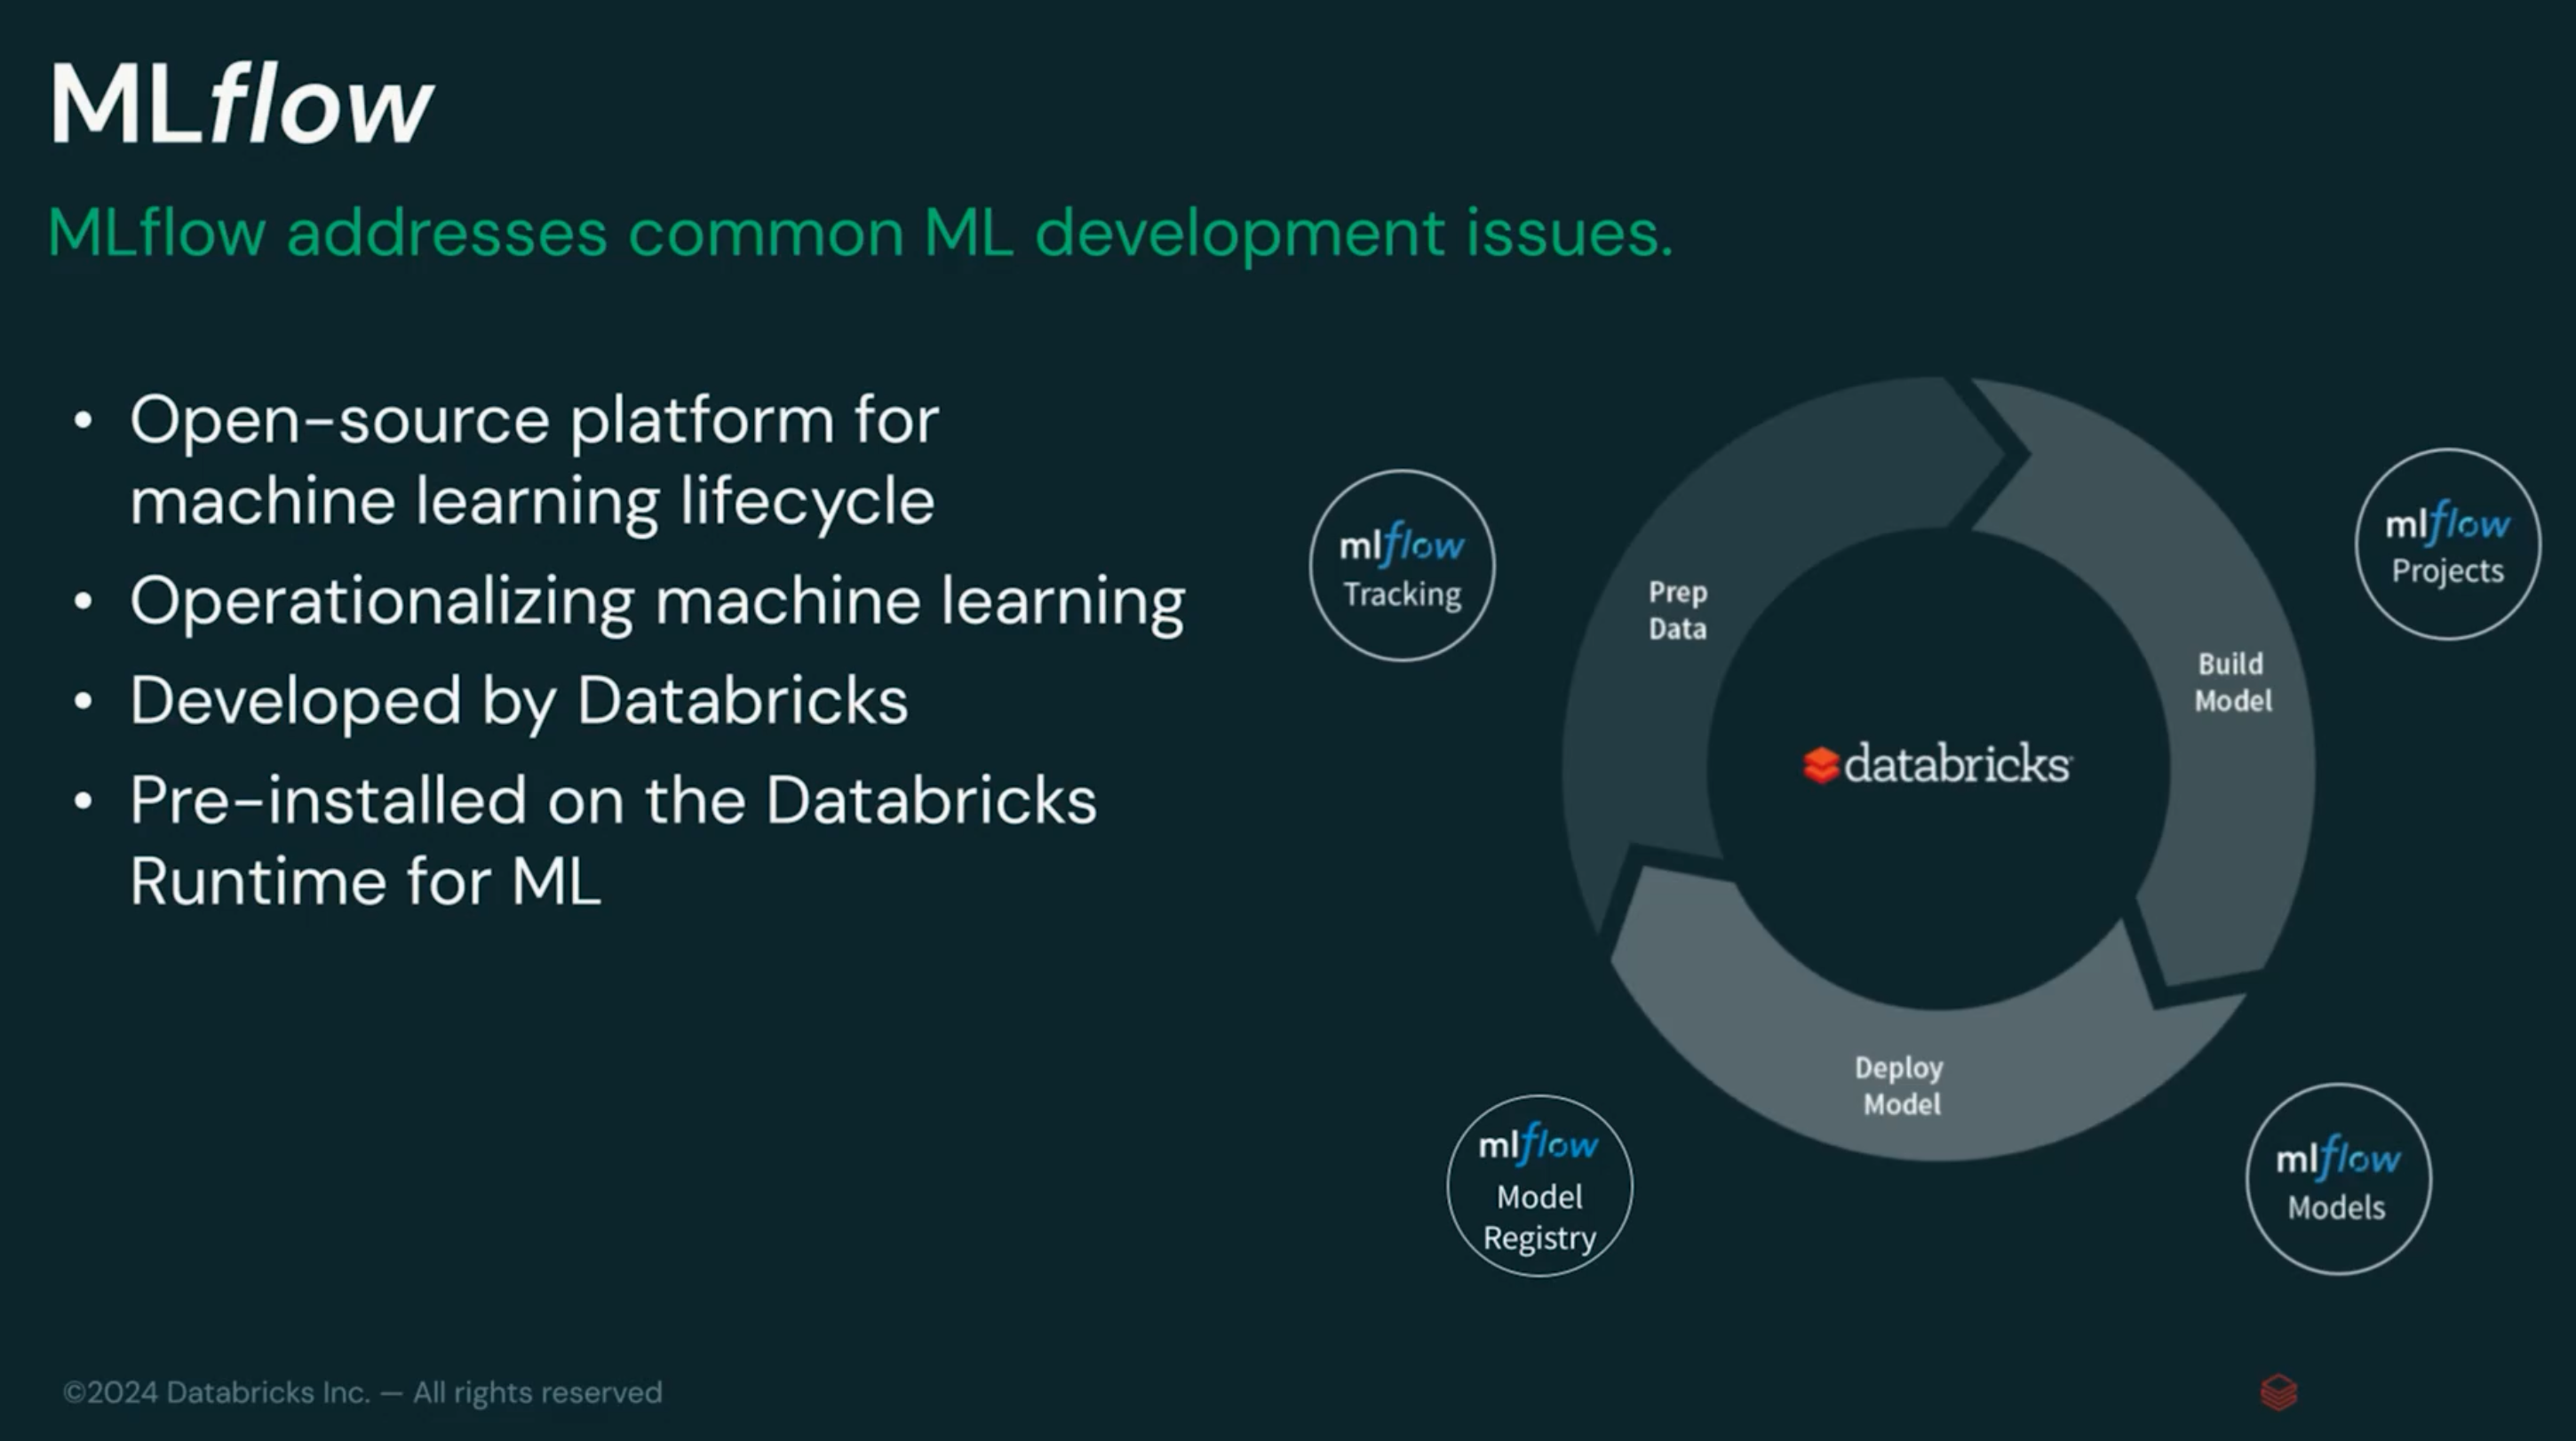 MLflow
MLflow addresses common ML development issues.
• Open-source platform for
machine learning lifecycle
• Operationalizing machine learning
• Developed by Databricks
• Pre-installed on the Databricks
Runtime for ML
mlflow
Tracking
mlflow
Projects
Prep
Data
Build
Model
databricks
Deploy
Model
mlflow
Model
Registry
mlflow
Models
©2024 Databricks Inc. — All rights reserved